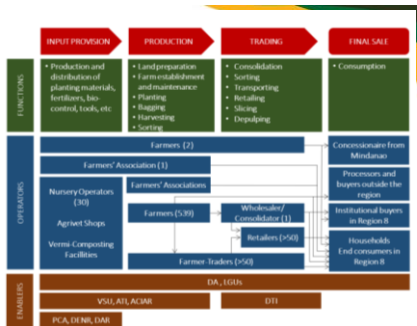 INPUT PROVISION
PRODUCTION
TRADING
FINAL SALE
FUNCTIONS
• Production and
distribution of
planting materials,
fertilizers, bio-
control, tools, etc
• Land preparation
• Farm establishment
and maintenance
• Planting
• Bagging
• Harvesting
• Sorting
• Consolidation
• Sorting
• Transporting
• Retailing
• Slicing
• Depulping
• Consumption
OPERATORS
Farmers (2)
Farmers' Association (1)
Nursery Operators
(30)
Agrivet Shops
Vermi-Composting
Facillities
Farmers' Associations
Farmers (539)
Wholesaler/
Consolidator (1)
Retailers (>50)
Farmer-Traders (>50)
Concessionaire from
Mindanao
Processors and
buyers outside the
region
Institutional buyers
in Region 8
Households
End consumers in
Region 8
ENABLERS
DA , LGUs
VSU, ATI, ACIAR
DTI
PCA, DENR, DAR